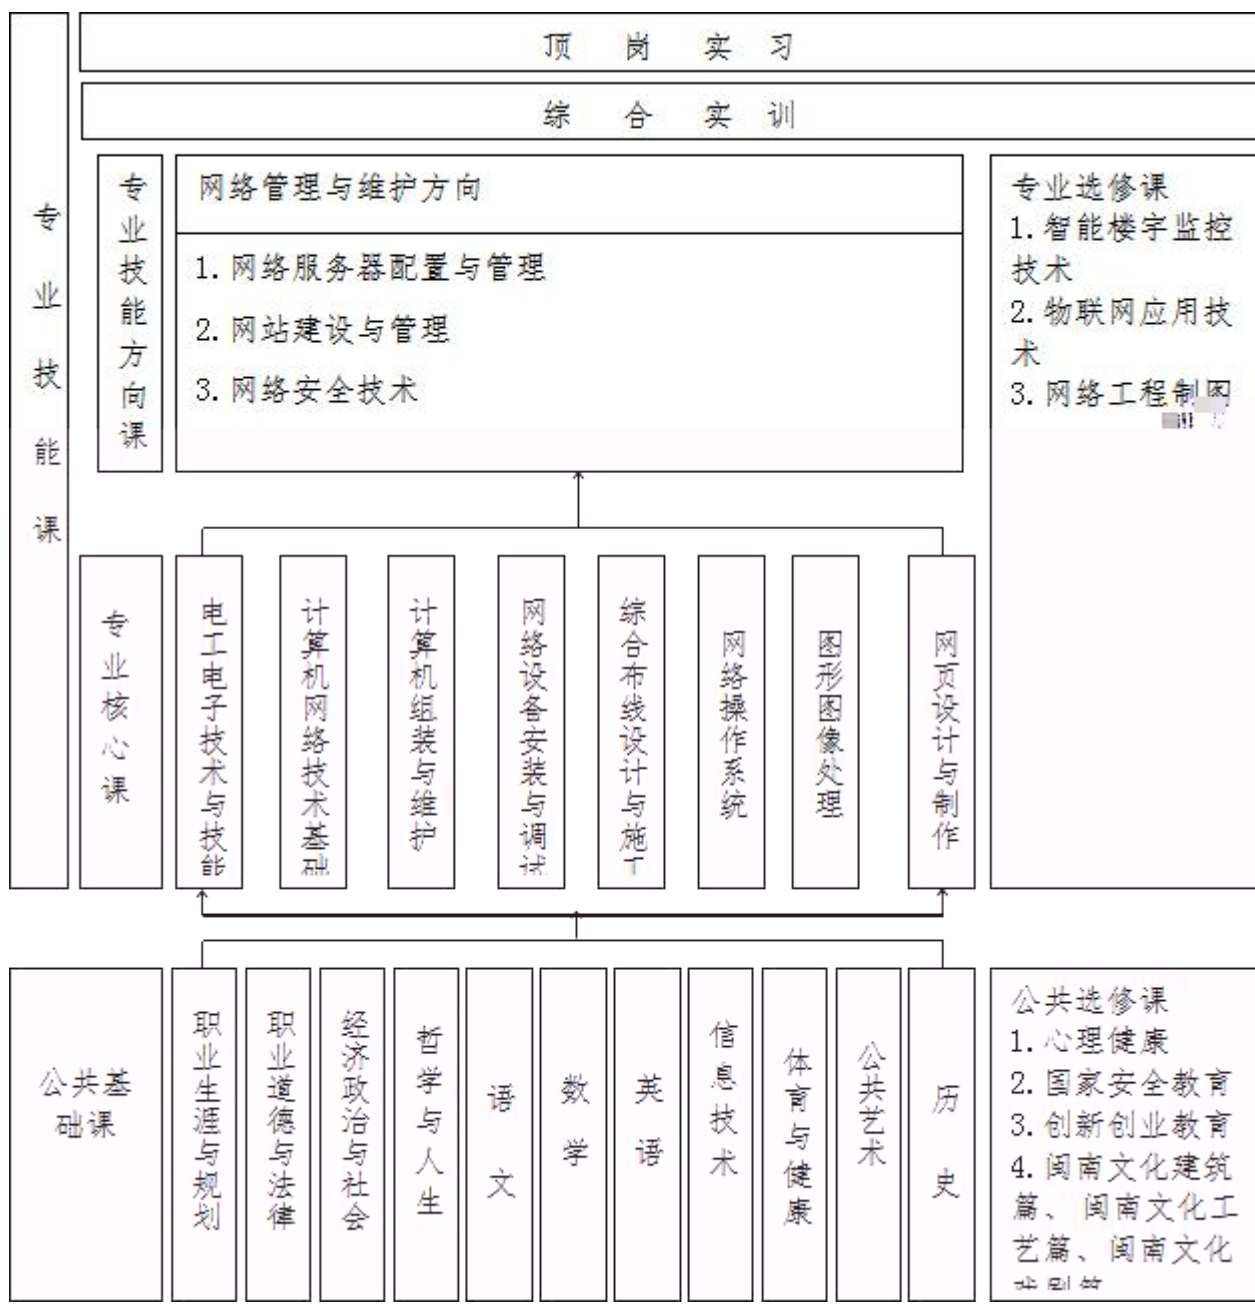 顶 岗 实 习
综 合 实 训
专业技能课
专业技能方向课
网络管理与维护方向
1.网络服务器配置与管理
2.网站建设与管理
3.网络安全技术
专业选修课
1.智能楼宇监控
技术
2.物联网应用技
术
3.网络工程制图
专业核心课
电工电子技术与技能
计算机网络技术基础
计算机组装与维护
网络设备安装与调试
综合布线设计与施工
网络操作系统
图形图像处理
网页设计与制作
公共基
础课
职业生涯与规划
职业道德与法律
经济政治与社会
哲学与人生
语文
数学
英语
信息技术
体育与健康
公共艺术
历史
公共选修课
1.心理健康
2.国家安全教育
3.创新创业教育
4.闽南文化建筑
篇、闽南文化工
艺篇、闽南文化